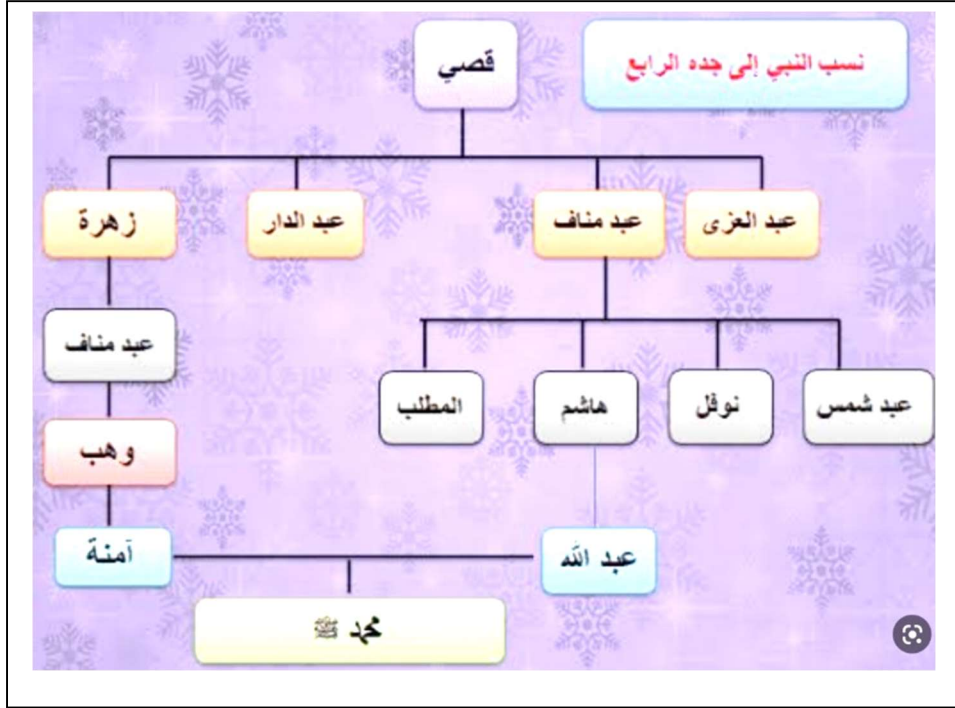 نسب النبي إلى جده الرابع
قصي
عبد العزى
عبد مناف
عبد الدار
زهرة
عبد مناف
عبد شمس
نوفل
هاشم
المطلب
وهب
عبد الله
آمنة
محمد ﷺ